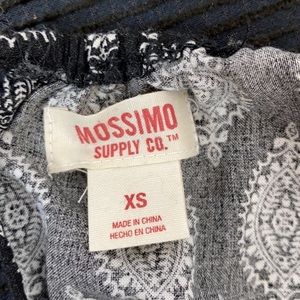 MOSSIMO
SUPPLY CO.™
XS
MADE IN CHINA
HECHO EN CHINA